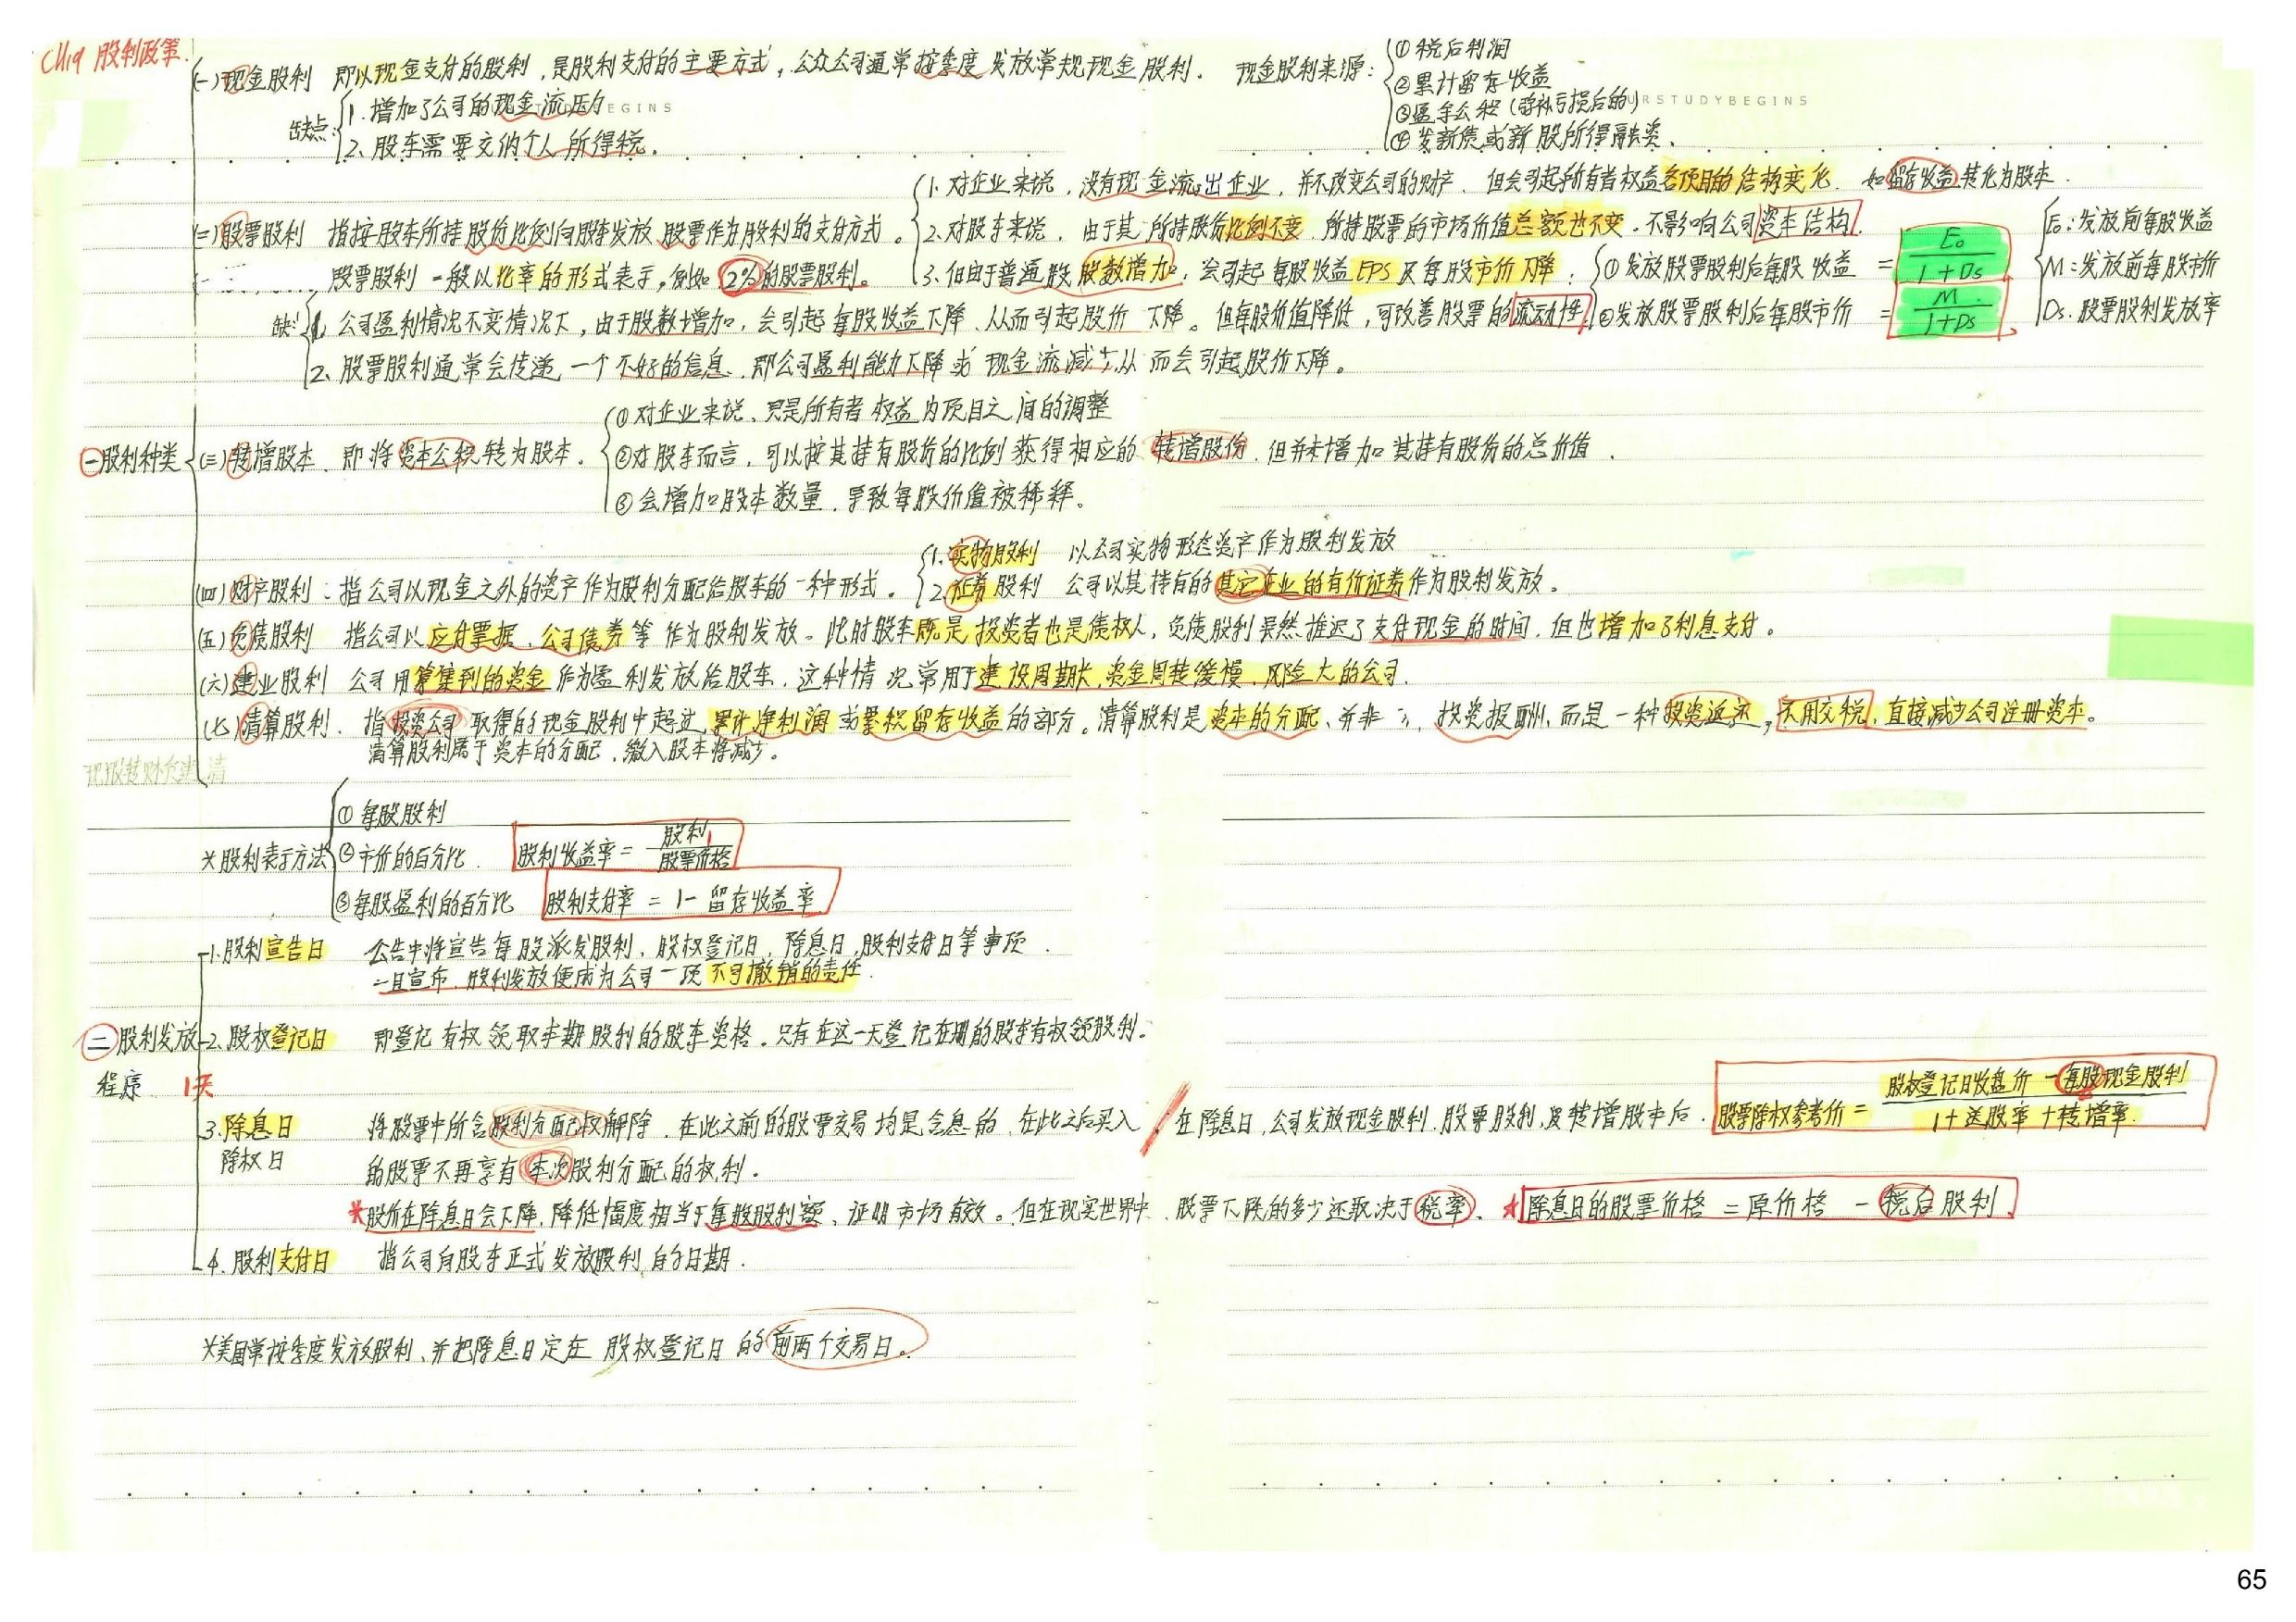 CH19 股利政策
(一)现金股利 即以现金支付的股利,是股利支付的主要方式,公众公司通常按季度发放常规现金股利. 现金股利来源:
①税后利润
②累计留存收益
③盈余公积(弥补亏损后的)
④发新债或新股所得融资.
缺点:
1.增加了公司的现金流压力
2、股东需要交纳个人所得税.
EGINS
URSTUDYBEGINS
(二)股票股利 指按股东所持股份比例向股东发放股票作为股利的支付方式。
1.对企业来说,没有现金流出企业,并不改变公司的财产,但会引起所有者权益各项目的结构变化. 如留存收益转化为股本.
2.对股东来说,由于其所持股份比例不变,所持股票的市场价值总额也不变.不影响公司资本结构.
股票股利一般以比率的形式表示,例如,2%的股票股利。
3.但由于普通股股数增加,会引起每股收益EPS及每股市价下降.
①发放股票股利后每股收益 = E₀/(1+Ds)
②发放股票股利后每股市价 = M/(1+Ds)
E₀:发放前每股收益
M:发放前每股市价
Ds.股票股利发放率
缺:
1.公司盈利情况不变情况下,由于股数增加,会引起每股收益下降.从而引起股价下降。但每股价值降低,可改善股票的流动性
2、股票股利通常会传递一个不好的信息.即公司盈利能力下降或现金流减少,从而会引起股价下降。
㊀股利种类
(三)转增股本. 即将资本公积转为股本.
①对企业来说、只是所有者权益内项目之间的调整
②对股东而言,可以按其持有股份的比例获得相应的转增股份.但并未增加其持有股份的总价值.
③会增加股本数量.导致每股价值被稀释。
(四)财产股利:指公司以现金之外的资产作为股利分配给股东的一种形式.
1.实物股利 以公司实物形态资产作为股利发放
2.证券股利 公司以其持有的其它企业的有价证券作为股利发放。
(五)负债股利 指公司以应付票据、公司债券等作为股利发放。此时股东既是投资者也是债权人,负债股利虽然推迟了支付现金的时间,但也增加了利息支付。
(六)建业股利 公司用筹集到的资金作为盈利发放给股东.这种情况常用于建设周期长,资金周转缓慢、风险大的公司.
(七)清算股利. 指投资公司取得的现金股利中超过累计净利润或累积留存收益的部分。清算股利是资本的分配、并非 投资报酬,而是一种投资返还,不用交税,直接减少公司注册资本。
清算股利属于资本的分配,缴入股本将减少。
现股转财负建清
*股利表示方法
①每股股利
②市价的百分比. 股利收益率=股利/股票价格
③每股盈利的百分比 股利支付率=1-留存收益率
㊁股利发放程序
1.股利宣告日 公告中将宣告每股派发股利、股权登记日,除息日,股利支付日等事项.
一旦宣布.股利发放便成为公司一项不可撤销的责任.
2.股权登记日 即登记有权领取本期股利的股东资格.只有在这一天登记在册的股东有权领股利.
1天
3.除息日 除权日 将股票中所含股利分配权解除.在此之前的股票交易均是含息的,在此之后买入
的股票不再享有本次股利分配的权利.
在除息日,公司发放现金股利.股票股利,及转增股本后. 股票除权参考价=(股权登记日收盘价-每股现金股利)/(1+送股率+转增率)
*股价在除息日会下降,降低幅度相当于每股股利额、证明市场有效。但在现实世界中、股票下跌的多少还取决于税率、 ★除息日的股票价格=原价格-税后股利.
4.股利支付日 指公司向股东正式发放股利的日期.
*美国常按季度发放股利、并把除息日定在股权登记日的前两个交易日。
65